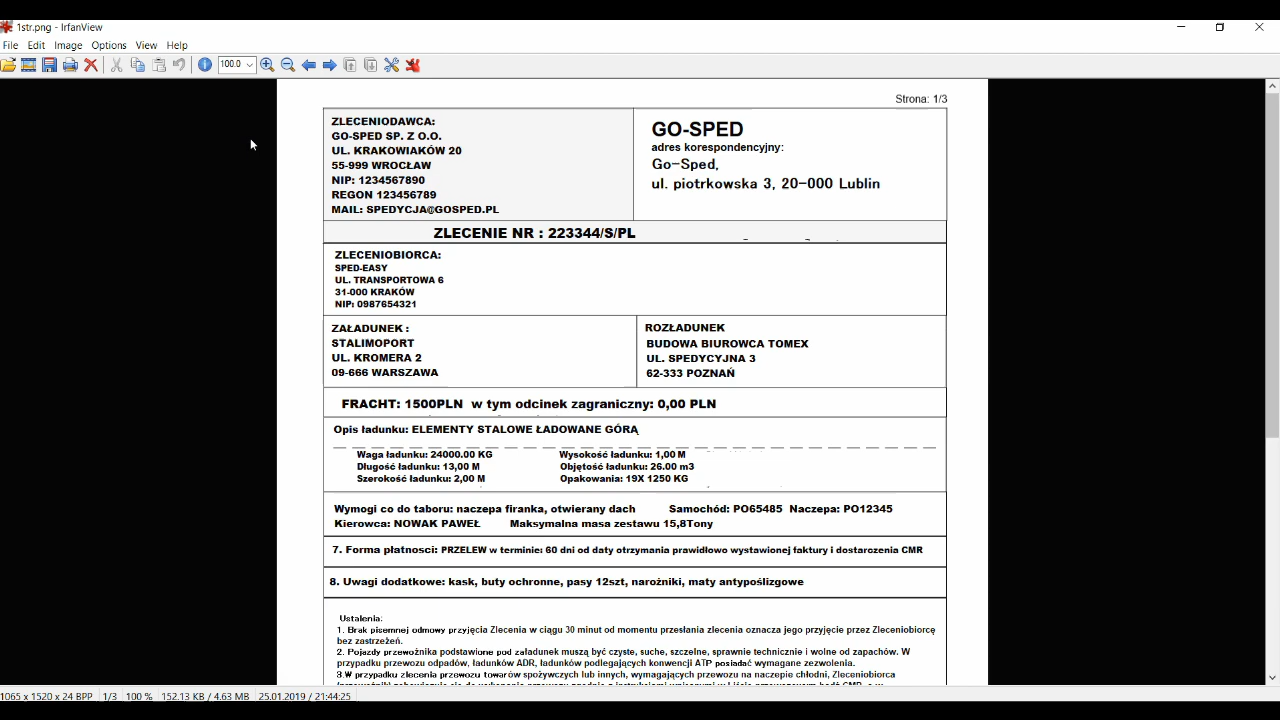 1str.png - IrfanView
File Edit Image Options View Help
100.0
Strona: 1/3
ZLECENIODAWCA:
GO-SPED SP. Z O.O.
UL. KRAKOWIAKÓW 20
55-999 WROCŁAW
NIP: 1234567890
REGON 123456789
MAIL: SPEDYCJA@GOSPED.PL
GO-SPED
adres korespondencyjny:
Go-Sped,
ul. piotrkowska 3, 20-000 Lublin
ZLECENIE NR : 223344/S/PL
ZLECENIOBIORCA:
SPED-EASY
UL. TRANSPORTOWA 6
31-000 KRAKÓW
NIP: 0987654321
ZAŁADUNEK :
STALIMOPORT
UL. KROMERA 2
09-666 WARSZAWA
ROZŁADUNEK
BUDOWA BIUROWCA TOMEX
UL. SPEDYCYJNA 3
62-333 POZNAŃ
FRACHT: 1500PLN w tym odcinek zagraniczny: 0,00 PLN
Opis ładunku: ELEMENTY STALOWE ŁADOWANE GÓRĄ
Waga ładunku: 24000.00 KG Wysokość ładunku: 1,00 M
Długość ładunku: 13,00 M Objętość ładunku: 26.00 m3
Szerokość ładunku: 2,00 M Opakowania: 19X 1250 KG
Wymogi co do taboru: naczepa firanka, otwierany dach Samochód: PO65485 Naczepa: PO12345
Kierowca: NOWAK PAWEŁ Maksymalna masa zestawu 15,8Tony
7. Forma płatnosci: PRZELEW w terminie: 60 dni od daty otrzymania prawidłowo wystawionej faktury i dostarczenia CMR
8. Uwagi dodatkowe: kask, buty ochronne, pasy 12szt, narożniki, maty antypoślizgowe
Ustalenia:
1. Brak pisemnej odmowy przyjęcia Zlecenia w ciągu 30 minut od momentu przesłania zlecenia oznacza jego przyjęcie przez Zleceniobiorcę
bez zastrzeżeń.
2. Pojazdy przewoźnika podstawione pod załadunek muszą być czyste, suche, szczelne, sprawnie technicznie i wolne od zapachów. W
przypadku przewozu odpadów, ładunków ADR, ładunków podlegających konwencji ATP posiadać wymagane zezwolenia.
3.W przypadku zlecenia przewozu towarów spożywczych lub innych, wymagających przewozu na naczepie chłodni, Zleceniobiorca
1065 x 1520 x 24 BPP 1/3 100 % 152.13 KB / 4.63 MB 25.01.2019 / 21:44:25